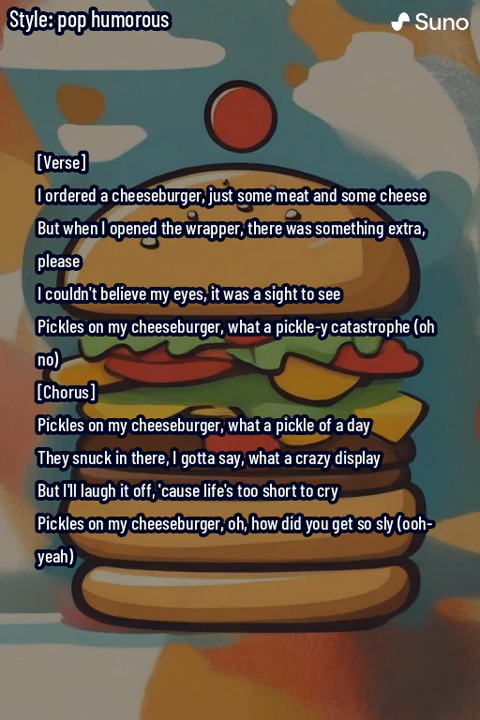 Style: pop humorous
Suno
[Verse]
I ordered a cheeseburger, just some meat and some cheese
But when I opened the wrapper, there was something extra,
please
I couldn't believe my eyes, it was a sight to see
Pickles on my cheeseburger, what a pickle-y catastrophe (oh
no)
[Chorus]
Pickles on my cheeseburger, what a pickle of a day
They snuck in there, I gotta say, what a crazy display
But I'll laugh it off, 'cause life's too short to cry
Pickles on my cheeseburger, oh, how did you get so sly (ooh-
yeah)